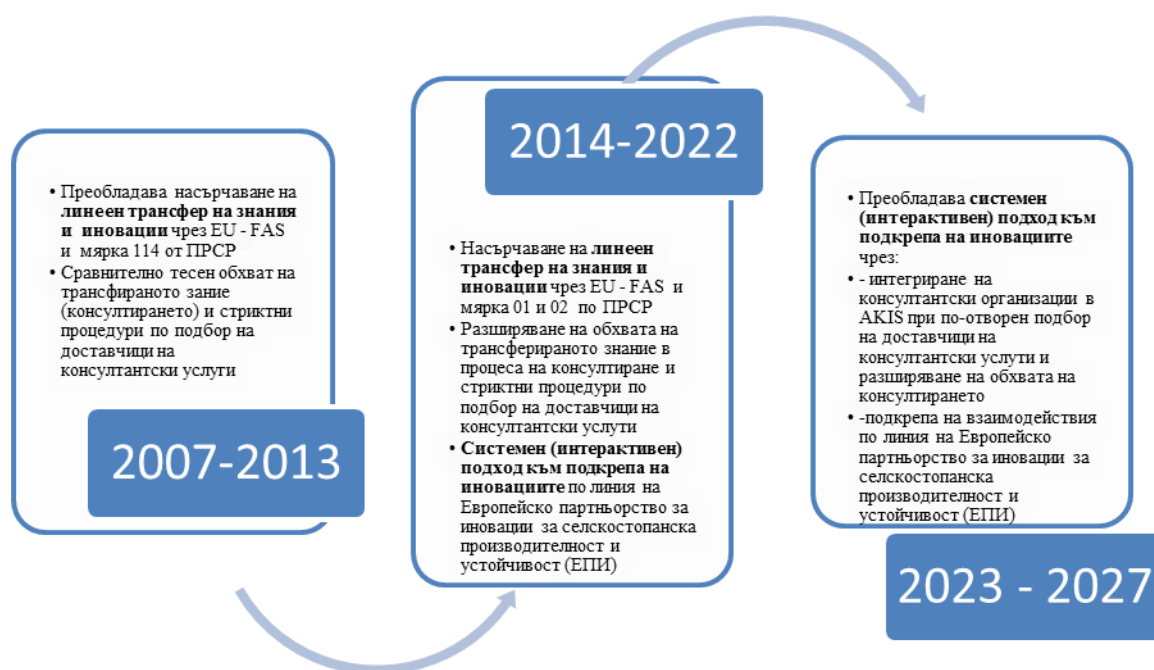 • Преобладава насърчаване на
линеен трансфер на знания
и иновации чрез EU - FAS
и мярка 114 от ПРСР
• Сравнително тесен обхват на
трансфираното зание
(консултирането) и стриктни
процедури по подбор на
доставчици на
консултантски услуги
2007-2013
2014-2022
• Насърчаване на линеен
трансфер на знания и
иновации чрез EU - FAS и
мярка 01 и 02 по ПРСР
• Разширяване на обхвата на
трансферираното знание в
процеса на консултиране и
стриктни процедури по
подбор на доставчици на
консултантски услуги
• Системен (интерактивен)
подход към подкрепа на
иновациите по линия на
Европейско партньорство за
иновации за селскостопанска
производителност и
устойчивост (ЕПИ)
• Преобладава системен
(интерактивен) подход към
подкрепа на иновациите
чрез:
• - интегриране на
консултантски организации в
AKIS при по-отворен подбор
на доставчици на
консултантски услуги и
разширяване на обхвата на
консултирането
• -подкрепа на взаимодействия
по линия на Европейско
партньорство за иновации за
селскостопанска
производителност и
устойчивост (ЕПИ)
2023 - 2027